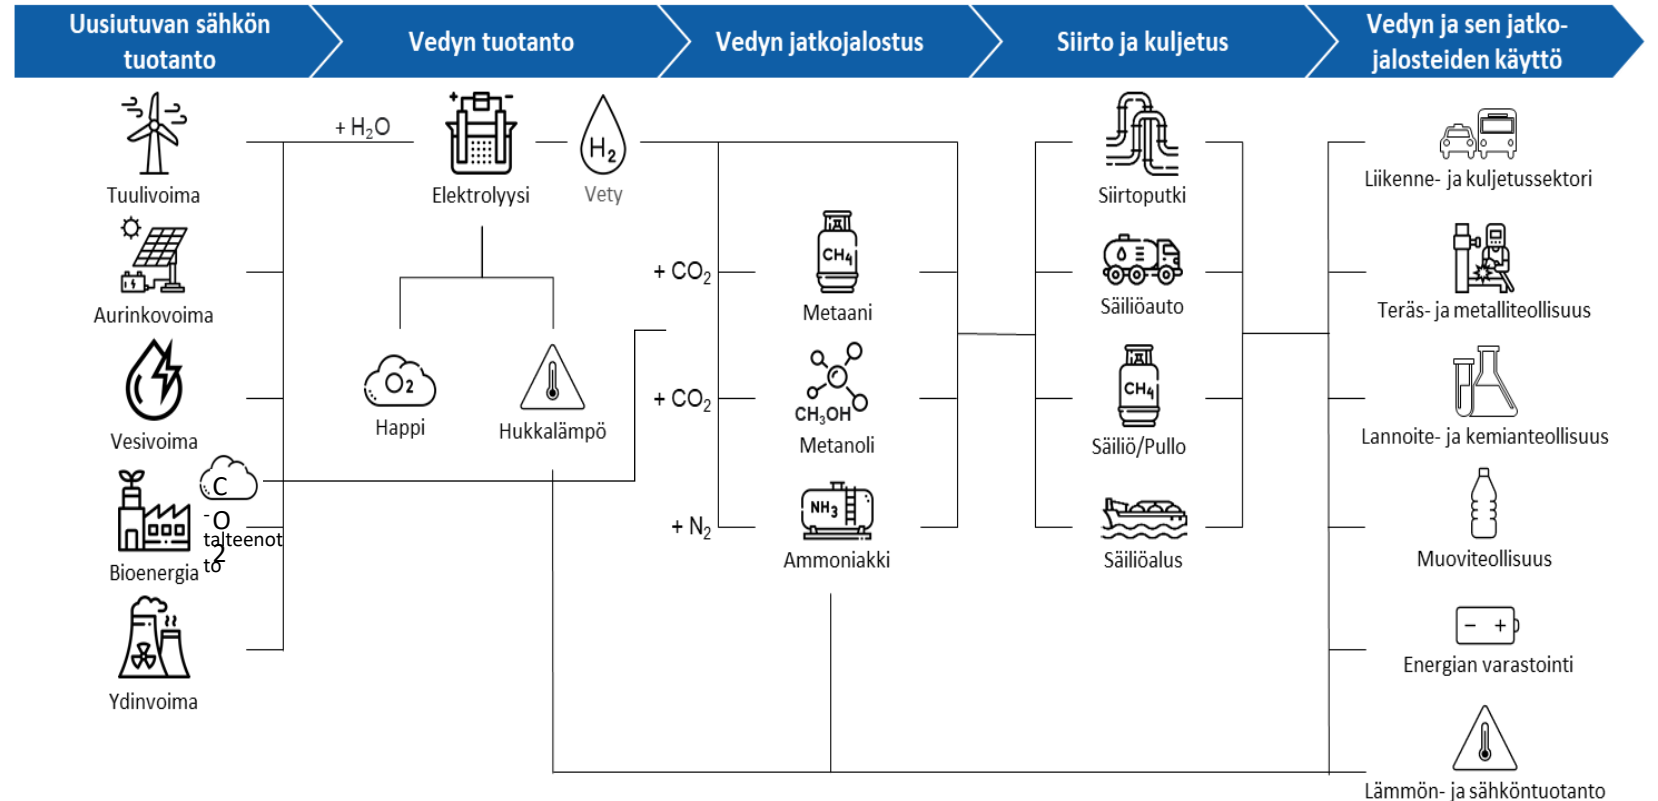 Uusiutuvan sähkön
tuotanto
Vedyn tuotanto
Vedyn jatkojalostus
Siirto ja kuljetus
Vedyn ja sen jatko-
jalosteiden käyttö
Tuulivoima
Aurinkovoima
Vesivoima
C
-O
talteenot
2
tö
Bioenergia
Ydinvoima
+ H₂O
+ -
Elektrolyysi
H₂
Vety
O₂
Happi
Hukkalämpö
+ CO₂
CH₄
Metaani
+ CO₂
CH₃OH
Metanoli
+ N₂
NH₃
Ammoniakki
Siirtoputki
Säiliöauto
CH₄
Säiliö/Pullo
Säiliöalus
Liikenne- ja kuljetussektori
Teräs- ja metalliteollisuus
Lannoite- ja kemianteollisuus
Muoviteollisuus
- +
Energian varastointi
Lämmön- ja sähköntuotanto